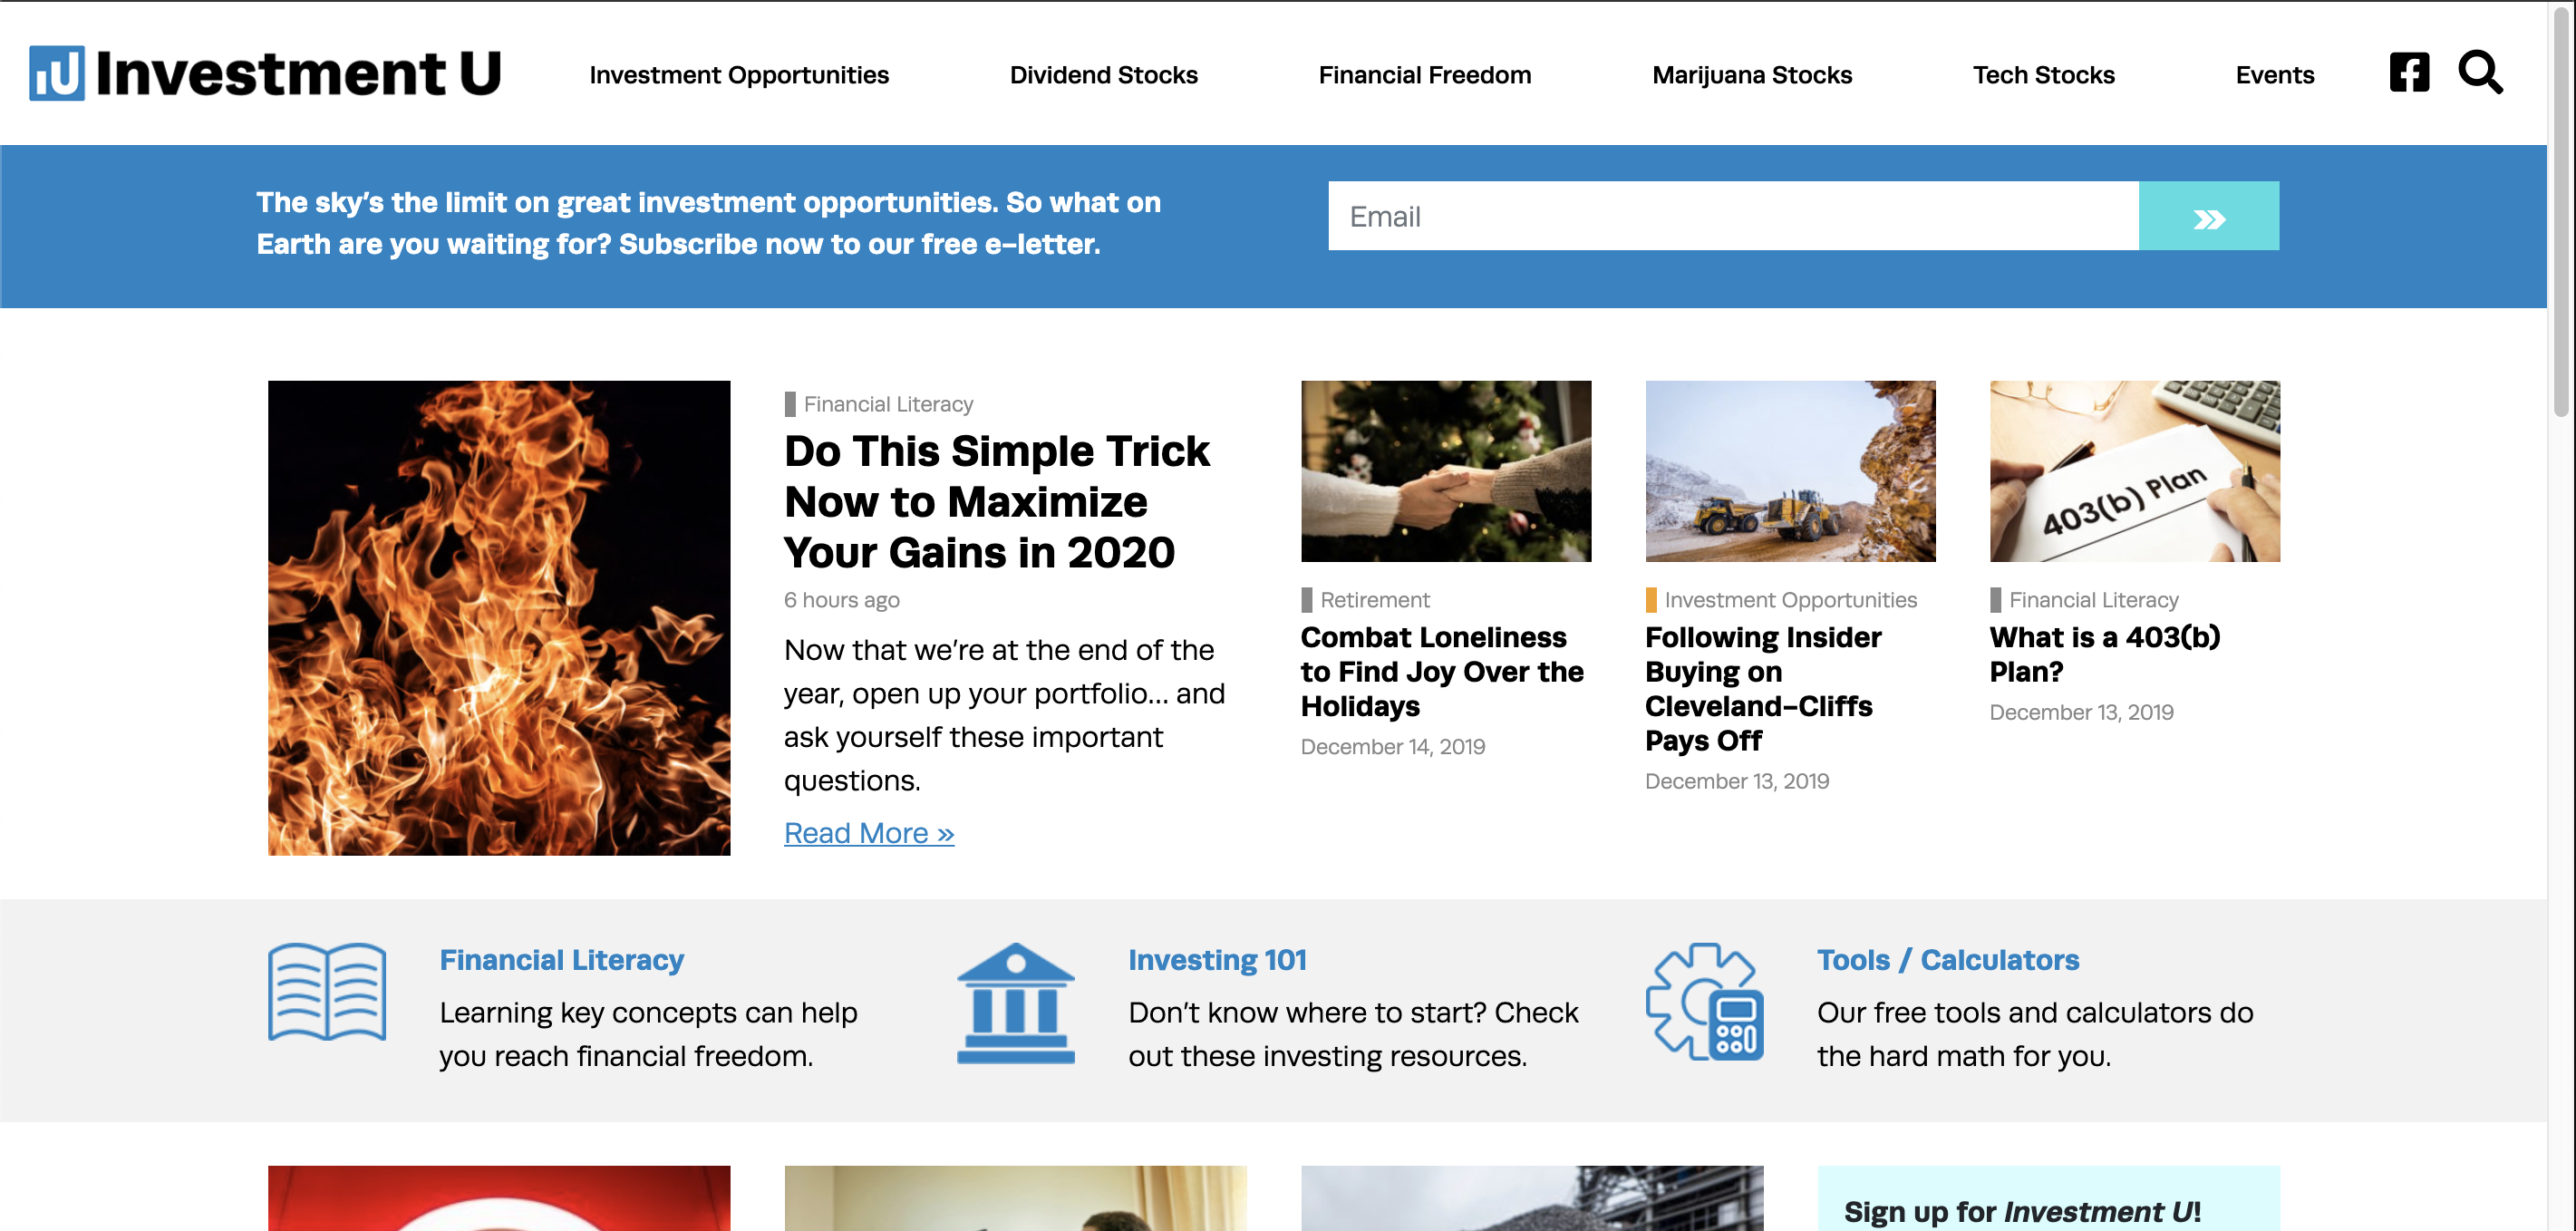 Investment U
Investment Opportunities
Dividend Stocks
Financial Freedom
Marijuana Stocks
Tech Stocks
Events
The sky's the limit on great investment opportunities. So what on
Earth are you waiting for? Subscribe now to our free e-letter.
Email
»
Financial Literacy
Do This Simple Trick
Now to Maximize
Your Gains in 2020
6 hours ago
Now that we're at the end of the
year, open up your portfolio... and
ask yourself these important
questions.
Read More »
Retirement
Combat Loneliness
to Find Joy Over the
Holidays
December 14, 2019
Investment Opportunities
Following Insider
Buying on
Cleveland-Cliffs
Pays Off
December 13, 2019
403(b) Plan
Financial Literacy
What is a 403(b)
Plan?
December 13, 2019
Financial Literacy
Learning key concepts can help
you reach financial freedom.
Investing 101
Don't know where to start? Check
out these investing resources.
Tools / Calculators
Our free tools and calculators do
the hard math for you.
Sign up for Investment U!